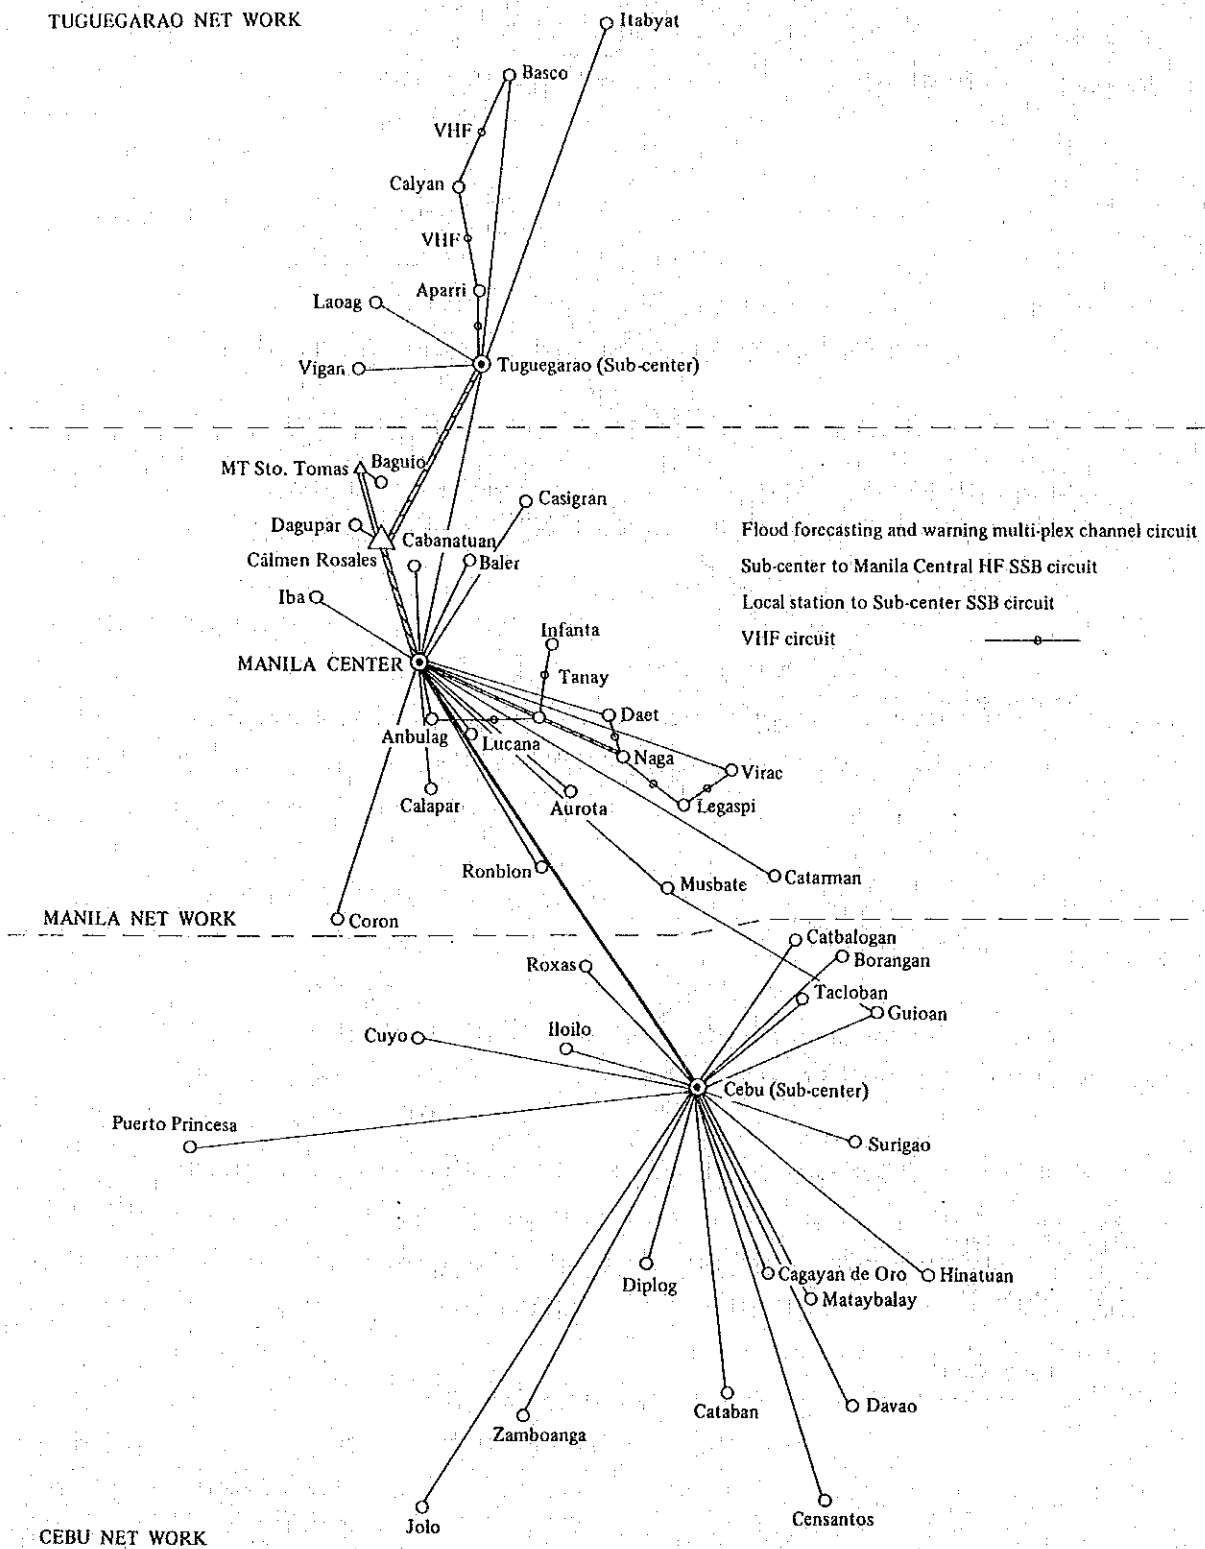 TUGUEGARAO NET WORK
Itabyat
Basco
VHF
Calyan
VHF
Aparri
Laoag
Vigan
Tuguegarao (Sub-center)
MT Sto. Tomas
Baguio
Casigran
Dagupar
Cabanatuan
Calmen Rosales
Baler
Iba
Flood forecasting and warning multi-plex channel circuit
Sub-center to Manila Central HF SSB circuit
Local station to Sub-center SSB circuit
VHF circuit
Infanta
MANILA CENTER
Tanay
Daet
Anbulag
Lucana
Naga
Virac
Calapar
Aurota
Legaspi
Ronblon
Musbate
Catarman
MANILA NET WORK
Coron
Catbalogan
Borangan
Roxas
Tacloban
Guioan
Cuyo
Iloilo
Cebu (Sub-center)
Puerto Princesa
Surigao
Diplog
Cagayan de Oro
Hinatuan
Mataybalay
Cataban
Davao
Zamboanga
Jolo
Censantos
CEBU NET WORK